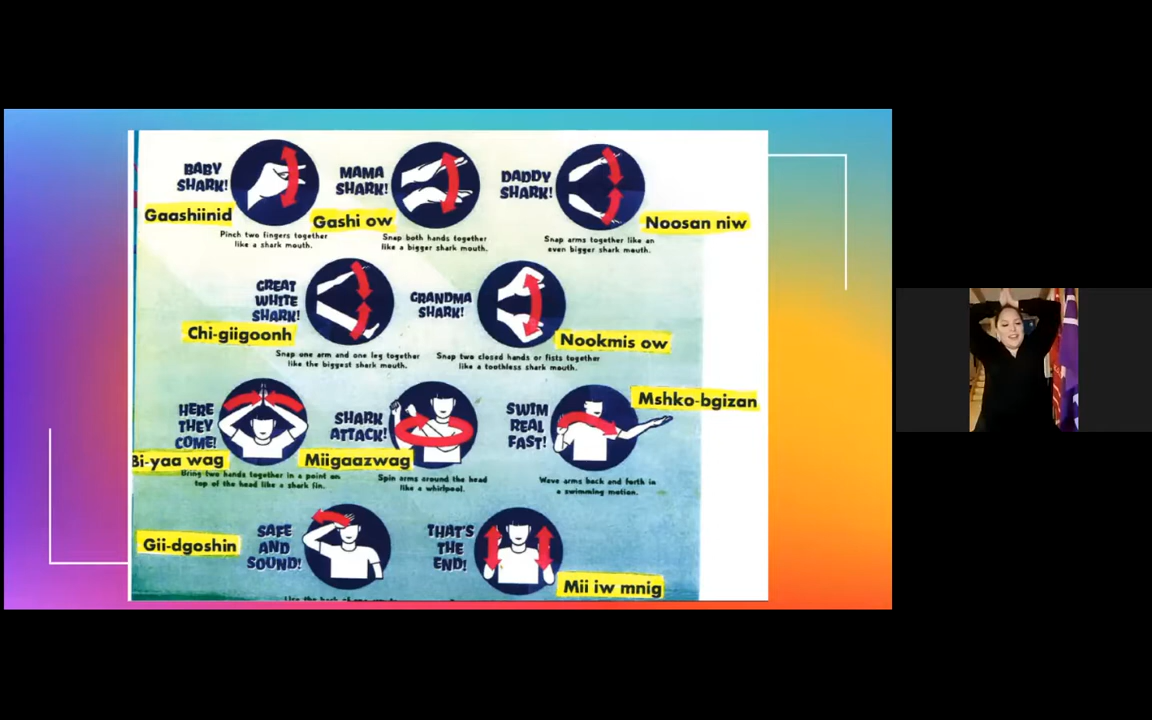 BABY
SHARK!
Gaashiinid
Pinch two fingers together
like a shark mouth.
MAMA
SHARK!
Gashi ow
Snap both hands together
like a bigger shark mouth.
DADDY
SHARK!
Noosan niw
Snap arms together like an
even bigger shark mouth.
GREAT
WHITE
SHARK!
Chi-giigoonh
Snap one arm and one leg together
like the biggest shark mouth.
GRANDMA
SHARK!
Nookmis ow
Snap two closed hands or fists together
like a toothless shark mouth.
HERE
THEY
COME!
Bi-yaa wag
Bring two hands together in a point on
top of the head like a shark fin.
SHARK
ATTACK!
Miigaazwag
Spin arms around the head
like a whirlpool.
SWIM
REAL
FAST!
Mshko-bgizan
Wave arms back and forth in
a swimming motion.
Gii-dgoshin
SAFE
AND
SOUND!
THAT'S
THE
END!
Mii iw mnig